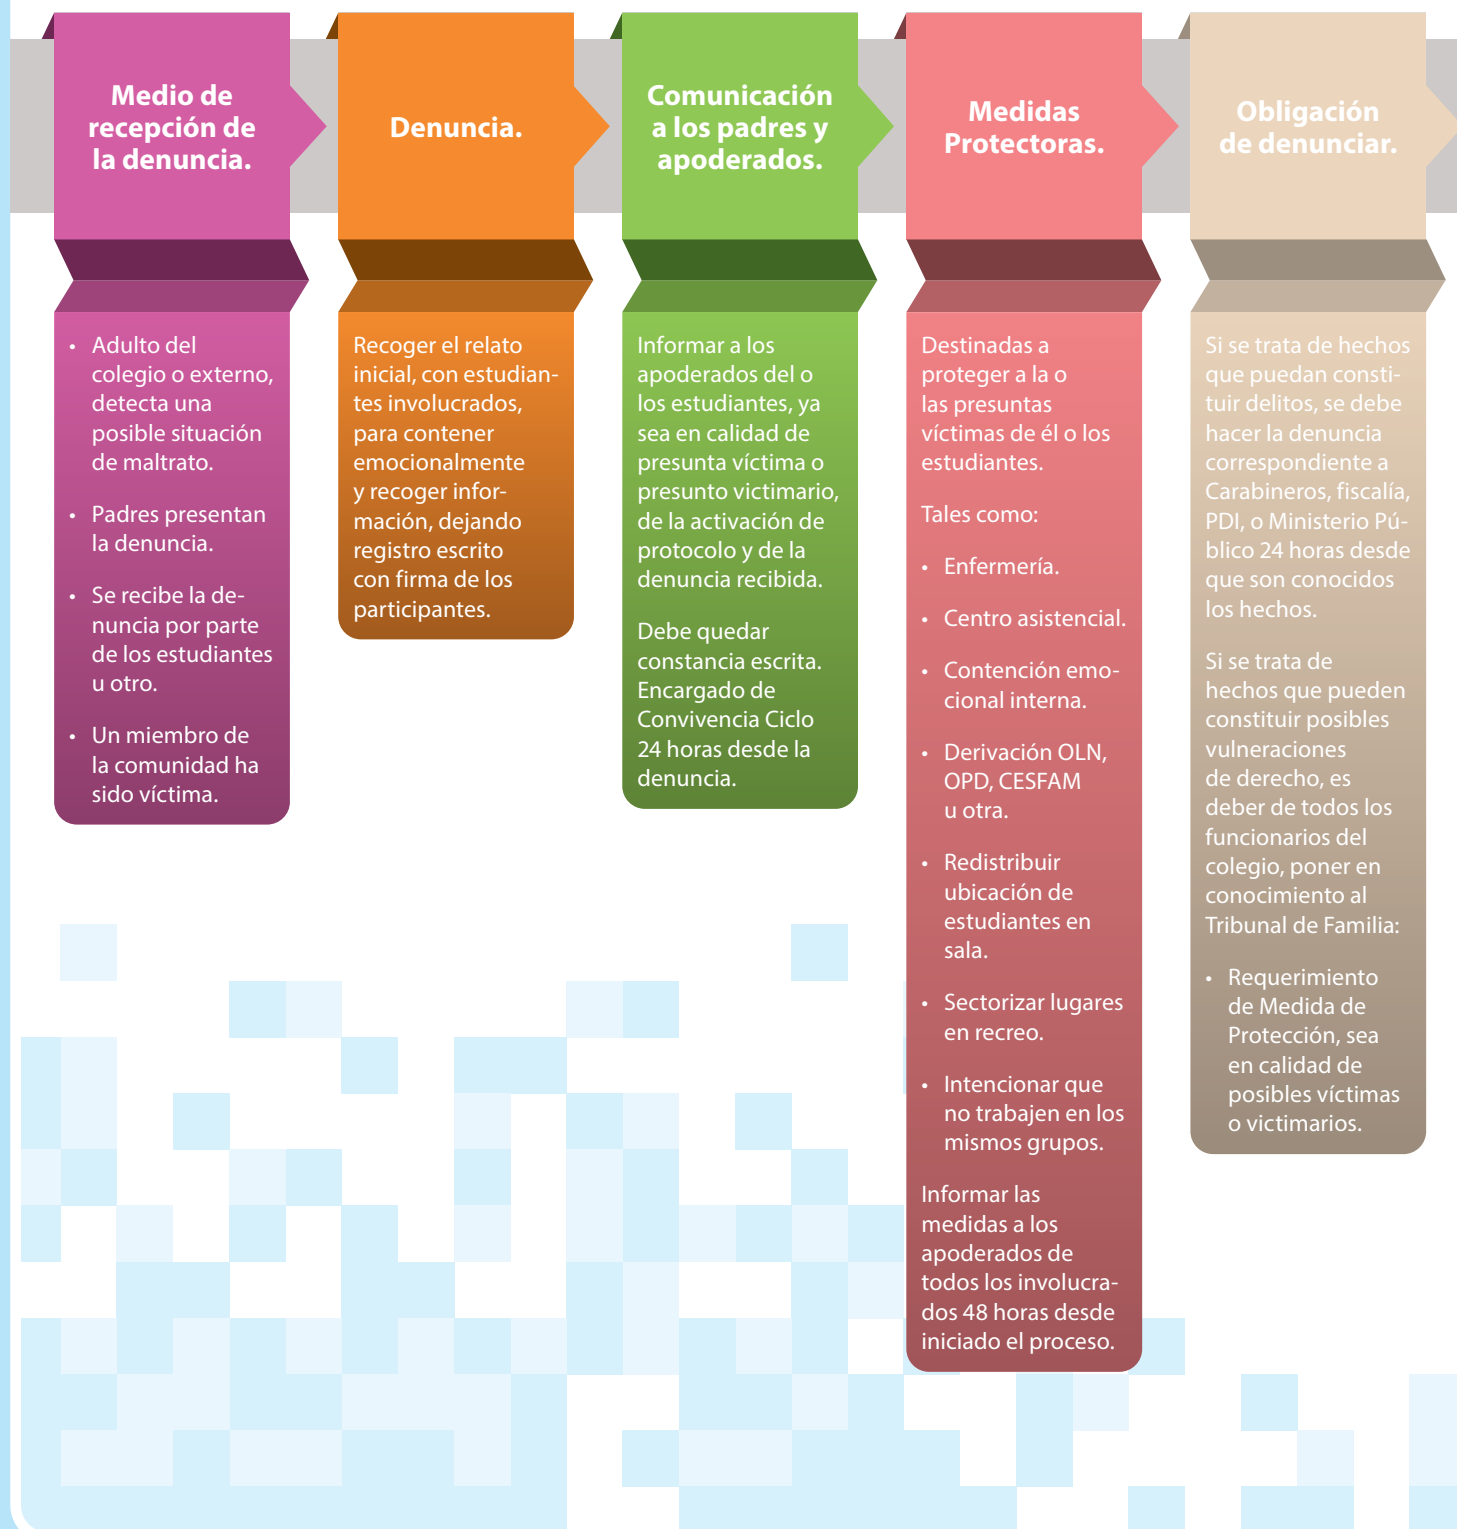 Medio de
recepción de
la denuncia.
• Adulto del
colegio o externo,
detecta una
posible situación
de maltrato.
• Padres presentan
la denuncia.
• Se recibe la de-
nuncia por parte
de los estudiantes
u otro.
• Un miembro de
la comunidad ha
sido víctima.
Denuncia.
Recoger el relato
inicial, con estudian-
tes involucrados,
para contener
emocionalmente
y recoger infor-
mación, dejando
registro escrito
con firma de los
participantes.
Comunicación
a los padres y
apoderados.
Informar a los
apoderados del o
los estudiantes, ya
sea en calidad de
presunta víctima o
presunto victimario,
de la activación de
protocolo y de la
denuncia recibida.
Debe quedar
constancia escrita.
Encargado de
Convivencia Ciclo
24 horas desde la
denuncia.
Medidas
Protectoras.
Destinadas a
proteger a la o
las presuntas
víctimas de él o los
estudiantes.
Tales como:
• Enfermería.
• Centro asistencial.
• Contención emo-
cional interna.
• Derivación OLN,
OPD, CESFAM
u otra.
• Redistribuir
ubicación de
estudiantes en
sala.
• Sectorizar lugares
en recreo.
• Intencionar que
no trabajen en los
mismos grupos.
Informar las
medidas a los
apoderados de
todos los involucra-
dos 48 horas desde
iniciado el proceso.
Obligación
de denunciar.
Si se trata de hechos
que puedan consti-
tuir delitos, se debe
hacer la denuncia
correspondiente a
Carabineros, fiscalía,
PDI, o Ministerio Pú-
blico 24 horas desde
que son conocidos
los hechos.
Si se trata de
hechos que pueden
constituir posibles
vulneraciones
de derecho, es
deber de todos los
funcionarios del
colegio, poner en
conocimiento al
Tribunal de Familia:
• Requerimiento
de Medida de
Protección, sea
en calidad de
posibles víctimas
o victimarios.